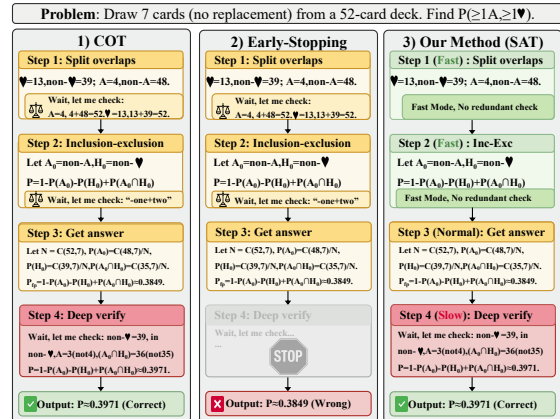 Problem: Draw 7 cards (no replacement) from a 52-card deck. Find P(≥1A,≥1♥).
1) COT
Step 1: Split overlaps
♥=13,non-♥=39; A=4,non-A=48.
Wait, let me check:
A=4, 4+48=52.♥=13,13+39=52.
Step 2: Inclusion-exclusion
Let A₀=non-A,H₀=non-♥
P=1-P(A₀)-P(H₀)+P(A₀∩H₀)
Wait, let me check: “-one+two”
Step 3: Get answer
Let N = C(52,7), P(A₀)=C(48,7)/N,
P(H₀)=C(39,7)/N,P(A₀∩H₀)=C(35,7)/N.
P_fp=1-P(A₀)-P(H₀)+P(A₀∩H₀)≈0.3849.
Step 4: Deep verify
Wait, let me check: non-♥=39, in
non-♥,A=3(not4),(A₀∩H₀)=36(not35)
P=1-P(A₀)-P(H₀)+P(A₀∩H₀)≈0.3971.
Output: P≈0.3971 (Correct)
2) Early-Stopping
Step 1: Split overlaps
♥=13,non-♥=39; A=4,non-A=48.
Wait, let me check:
A=4, 4+48=52.♥=13,13+39=52.
Step 2: Inclusion-exclusion
Let A₀=non-A,H₀=non-♥
P=1-P(A₀)-P(H₀)+P(A₀∩H₀)
Wait, let me check: “-one+two”
Step 3: Get answer
Let N = C(52,7), P(A₀)=C(48,7)/N,
P(H₀)=C(39,7)/N,P(A₀∩H₀)=C(35,7)/N.
P=1-P(A₀)-P(H₀)+P(A₀∩H₀)≈0.3849.
Step 4: Deep verify
Wait, let me check...
...
STOP
Output: P≈0.3849 (Wrong)
3) Our Method (SAT)
Step 1 (Fast) : Split overlaps
♥=13,non-♥=39; A=4,non-A=48.
Fast Mode, No redundant check
Step 2 (Fast) : Inc-Exc
Let A₀=non-A,H₀=non-♥
P=1-P(A₀)-P(H₀)+P(A₀∩H₀)
Fast Mode, No redundant check
Step 3 (Normal): Get answer
Let N = C(52,7), P(A₀)=C(48,7)/N,
P(H₀)=C(39,7)/N,P(A₀∩H₀)=C(35,7)/N.
P=1-P(A₀)-P(H₀)+P(A₀∩H₀)≈0.3849.
Step 4 (Slow): Deep verify
Wait, let me check: non-♥=39, in
non-♥,A=3(not4),(A₀∩H₀)=36(not35)
P=1-P(A₀)-P(H₀)+P(A₀∩H₀)≈0.3971.
Output: P≈0.3971 (Correct)